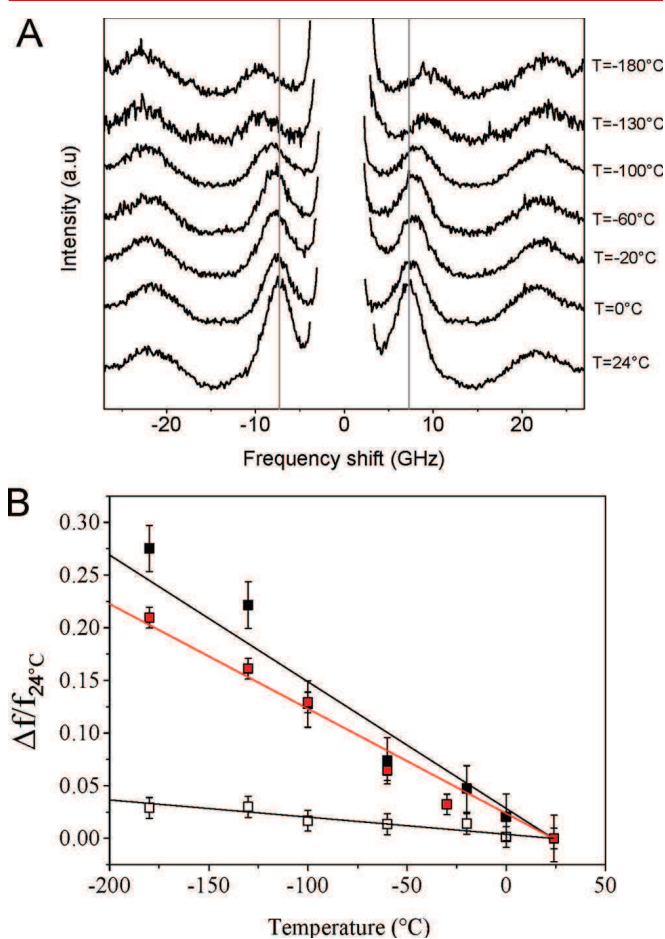 A
Intensity (a.u)
T=-180°C
T=-130°C
T=-100°C
T=-60°C
T=-20°C
T=0°C
T=24°C
-20 -10 0 10 20
Frequency shift (GHz)
B
Δf/f24°C
0.30
0.25
0.20
0.15
0.10
0.05
0.00
-200 -150 -100 -50 0 50
Temperature (°C)